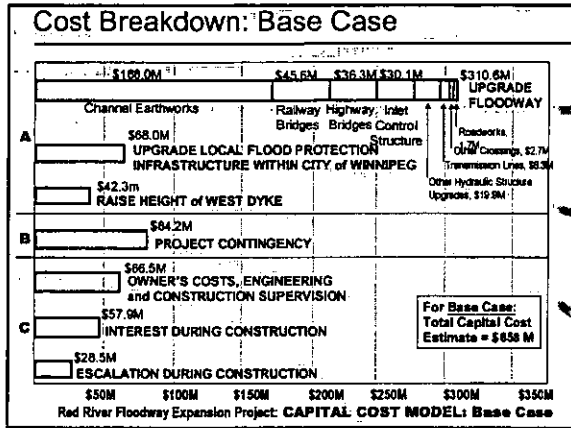 Cost Breakdown: Base Case
$168.0M $45.6M $36.3M $30.1M $310.6M
UPGRADE
FLOODWAY
Channel Earthworks
Railway
Bridges
Highway
Bridges
Inlet
Control
Structure
Roadworks,
Other Crossings, $2.7M
Transmission Lines,
Other Hydraulic Structure
Upgrades, $19.9M
A
$68.0M
UPGRADE LOCAL FLOOD PROTECTION
INFRASTRUCTURE WITHIN CITY of WINNIPEG
$42.3m
RAISE HEIGHT of WEST DYKE
B
$84.2M
PROJECT CONTINGENCY
C
$66.5M
OWNER'S COSTS, ENGINEERING
and CONSTRUCTION SUPERVISION
$57.9M
INTEREST DURING CONSTRUCTION
$28.5M
ESCALATION DURING CONSTRUCTION
For Base Case:
Total Capital Cost
Estimate = $658 M
$50M $100M $150M $200M $250M $300M $350M
Red River Floodway Expansion Project: CAPITAL COST MODEL: Base Case